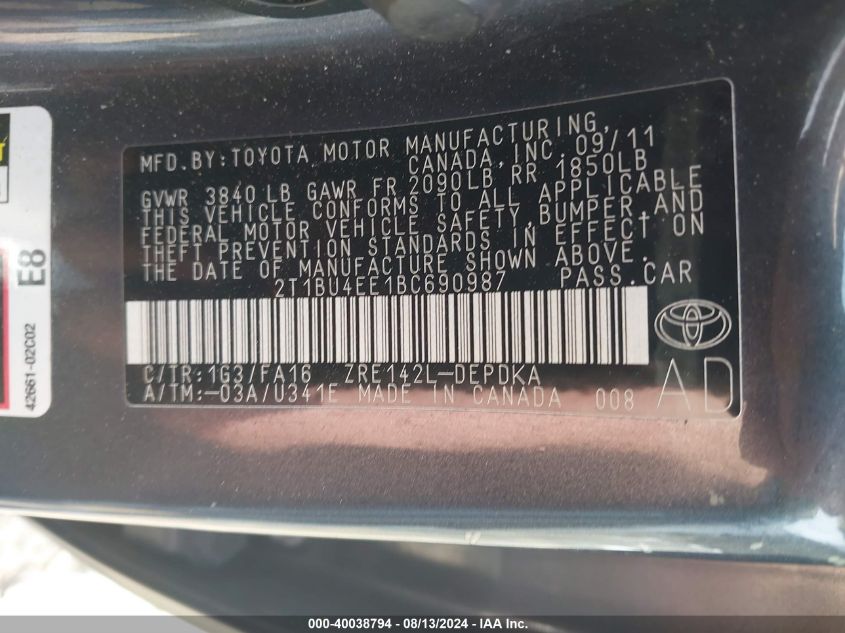 MFD.BY:TOYOTA MOTOR MANUFACTURING,
CANADA,INC. 09/11
GVWR 3840 LB GAWR FR 2090LB RR 1850LB
THIS VEHICLE CONFORMS TO ALL APPLICABLE
FEDERAL MOTOR VEHICLE SAFETY,BUMPER,AND
THEFT PREVENTION STANDARDS IN EFFECT ON
THE DATE OF MANUFACTURE SHOWN ABOVE.
2T1BU4EE1BC690987 PASS.CAR
C/TR:1G3/FA16 ZRE142L-DEPDKA
A/TM:-03A/U341E MADE IN CANADA 008
AD
E8
42661-02C02
000-40038794 - 08/13/2024 - IAA Inc.